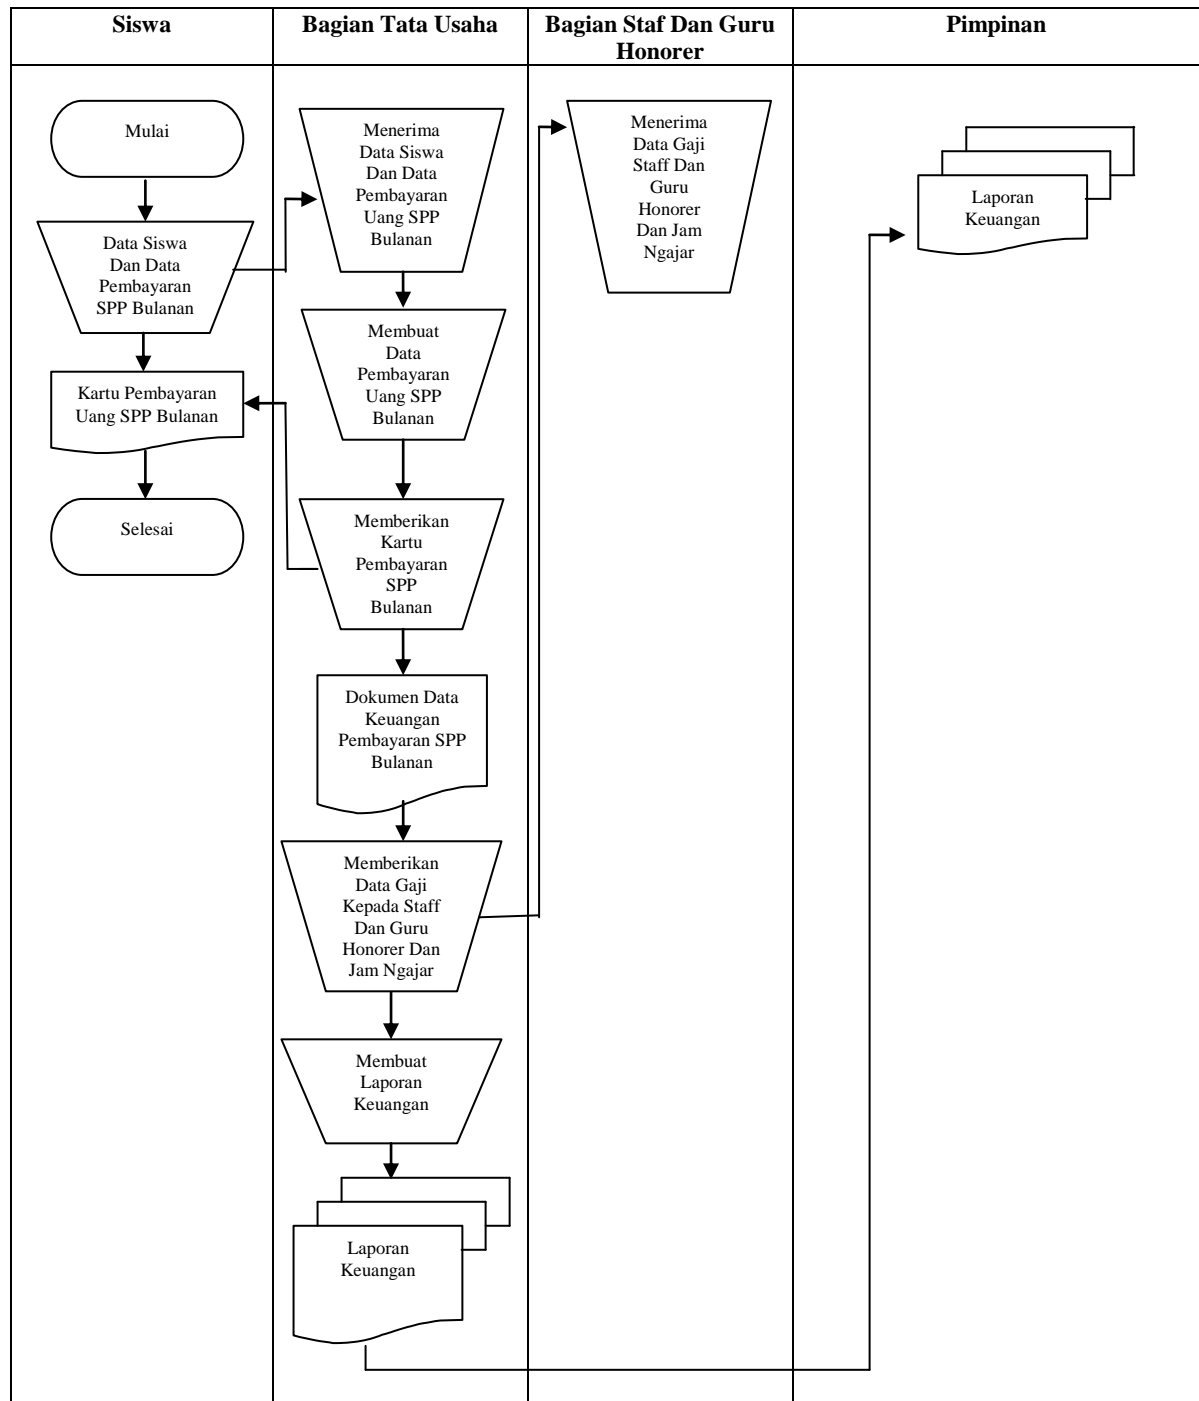 Siswa
Bagian Tata Usaha
Bagian Staf Dan Guru
Honorer
Pimpinan
Mulai
Data Siswa
Dan Data
Pembayaran
SPP Bulanan
Kartu Pembayaran
Uang SPP Bulanan
Selesai
Menerima
Data Siswa
Dan Data
Pembayaran
Uang SPP
Bulanan
Membuat
Data
Pembayaran
Uang SPP
Bulanan
Memberikan
Kartu
Pembayaran
SPP
Bulanan
Dokumen Data
Keuangan
Pembayaran SPP
Bulanan
Memberikan
Data Gaji
Kepada Staff
Dan Guru
Honorer Dan
Jam Ngajar
Membuat
Laporan
Keuangan
Laporan
Keuangan
Menerima
Data Gaji
Staff Dan
Guru
Honorer
Dan Jam
Ngajar
Laporan
Keuangan